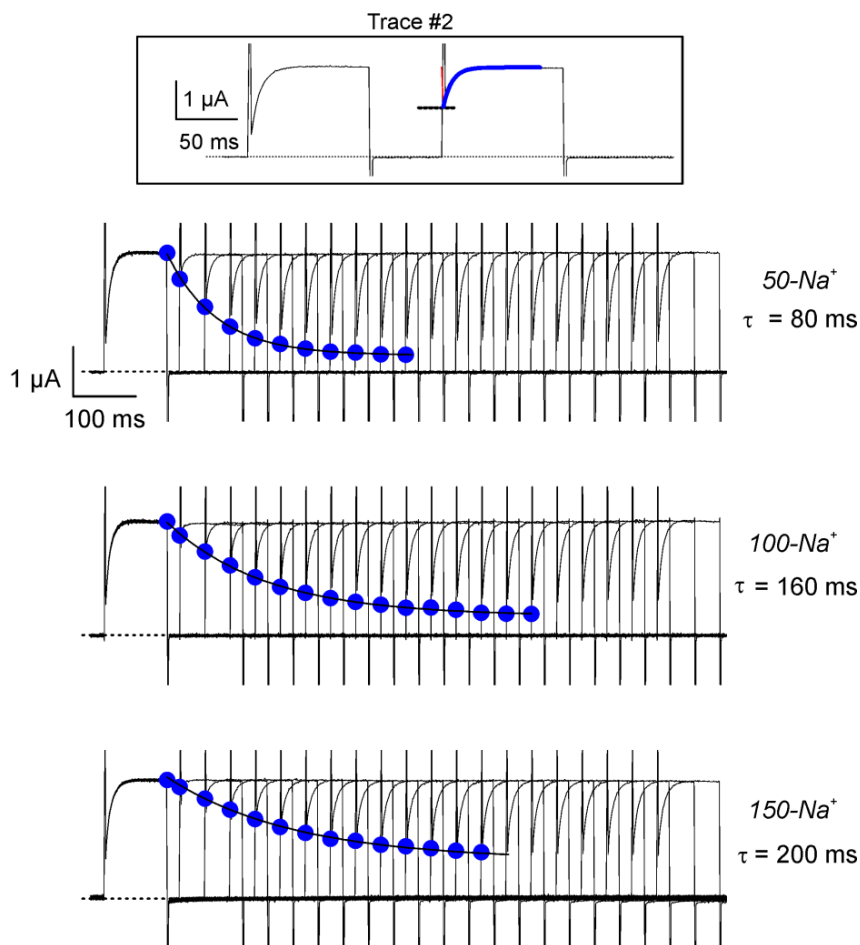 Trace #2
1 µA
50 ms
50-Na⁺
τ = 80 ms
1 µA
100 ms
100-Na⁺
τ = 160 ms
150-Na⁺
τ = 200 ms